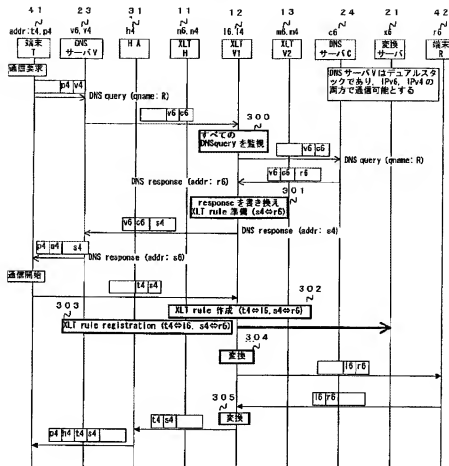 41 23 31 11 12 13 24 21 42
addr:t4,p4 v6,v4 h4 n6,n4 l6,l4 m6,m4 c6 x6 r6
端末 T
DNS サーバV
HA
XLT H
XLT V1
XLT V2
DNS サーバC
変換 サーバ
端末 R
通信要求
DNS サーバVはデュアルスタ
ックであり、IPv6、IPv4の
両方で通信可能とする
p4 v4
DNS query (qname: R)
v6 c6
300
すべての
DNSqueryを監視
v6 c6
DNS query (qname: R)
v6 c6 r6
DNS response (addr: r6)
301
responseを書き換え
XLT rule 準備 (s4⇔r6)
v6 c6 s4
DNS response (addr: s4)
p4 s4
DNS response (addr: s6)
通信開始
t4 s4
302
XLT rule 作成 (t4⇔l6, s4⇔r6)
303
XLT rule registration (t4⇔l6, s4⇔r6)
304
変換
l6 r6
l6 r6
305
変換
t4 s4
p4 h4 t4 s4